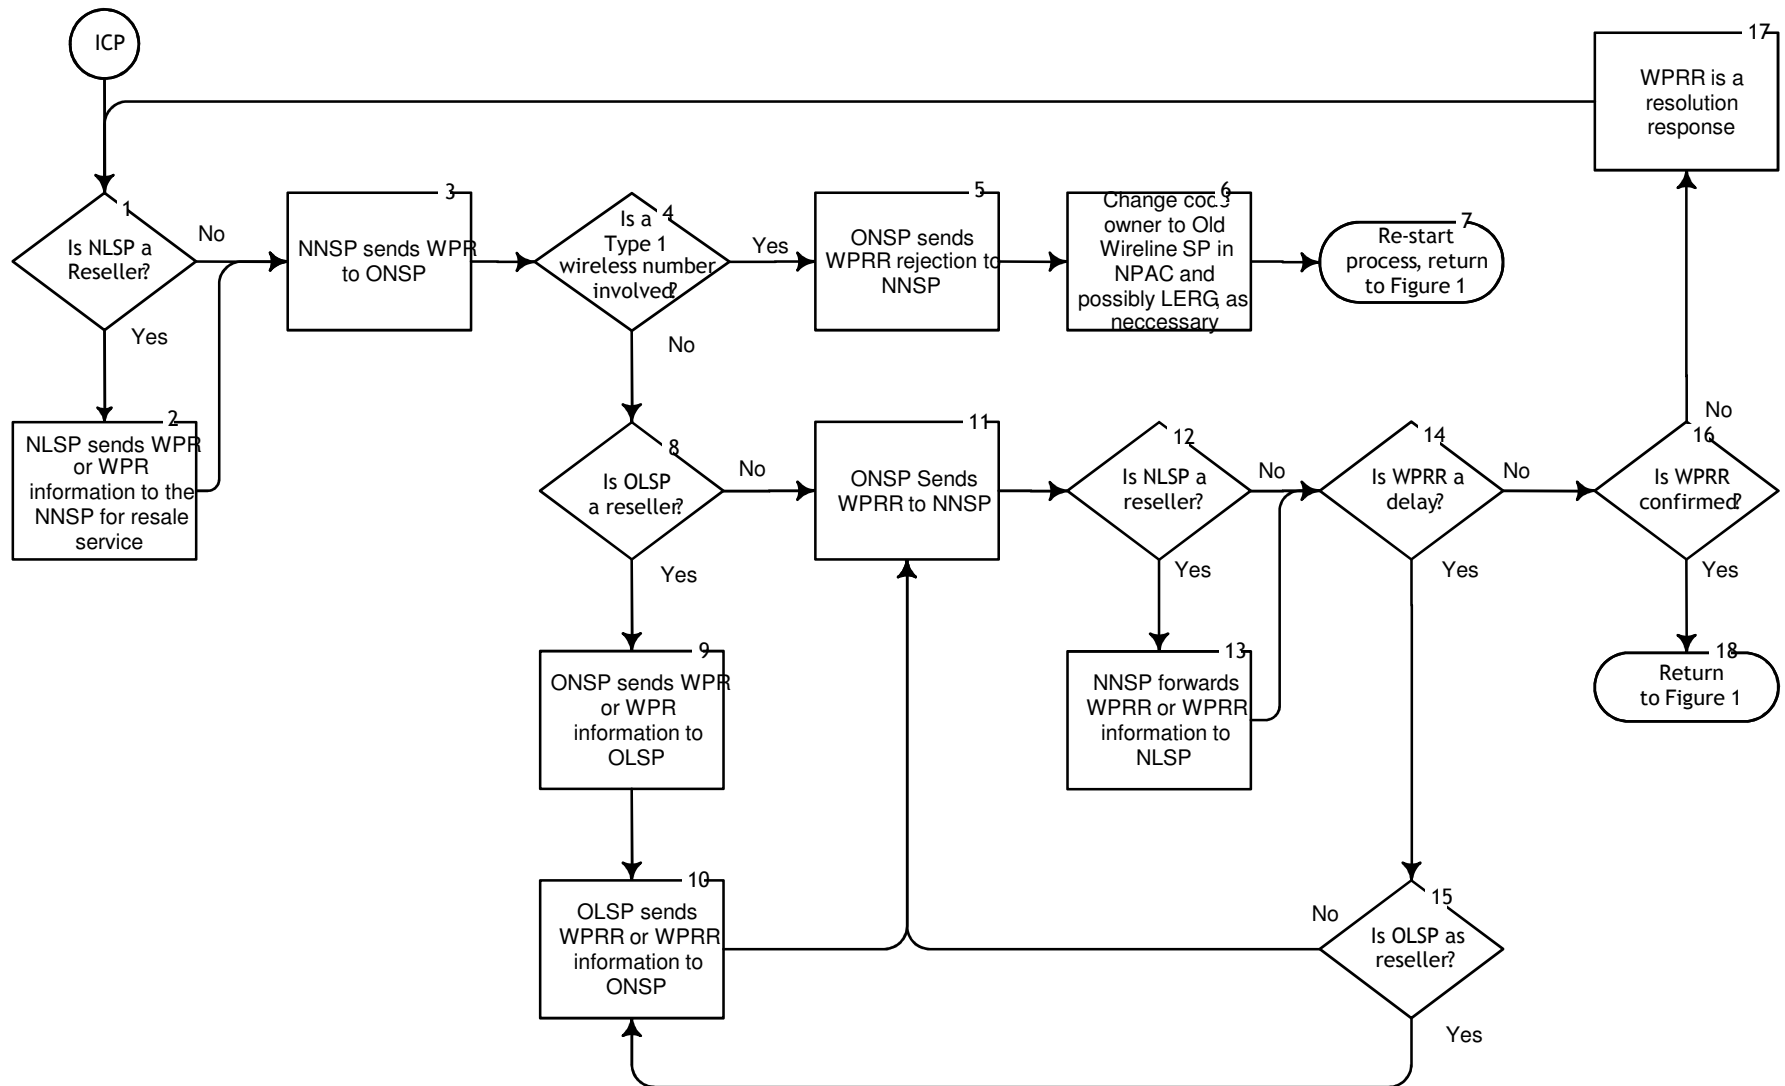 ICP
17
WPRR is a
resolution
response
1
Is NLSP a
Reseller?
No
Yes
2
NLSP sends WPR
or WPR
information to the
NNSP for resale
service
3
NNSP sends WPR
to ONSP
4
Is a
Type 1
wireless number
involved?
Yes
No
5
ONSP sends
WPRR rejection to
NNSP
6
Change code
owner to Old
Wireline SP in
NPAC and
possibly LERG, as
neccessary
7
Re-start
process, return
to Figure 1
8
Is OLSP
a reseller?
No
Yes
9
ONSP sends WPR
or WPR
information to
OLSP
10
OLSP sends
WPRR or WPRR
information to
ONSP
11
ONSP Sends
WPRR to NNSP
12
Is NLSP a
reseller?
No
Yes
13
NNSP forwards
WPRR or WPRR
information to
NLSP
14
Is WPRR a
delay?
No
Yes
15
Is OLSP as
reseller?
No
Yes
16
Is WPRR
confirmed?
No
Yes
18
Return
to Figure 1